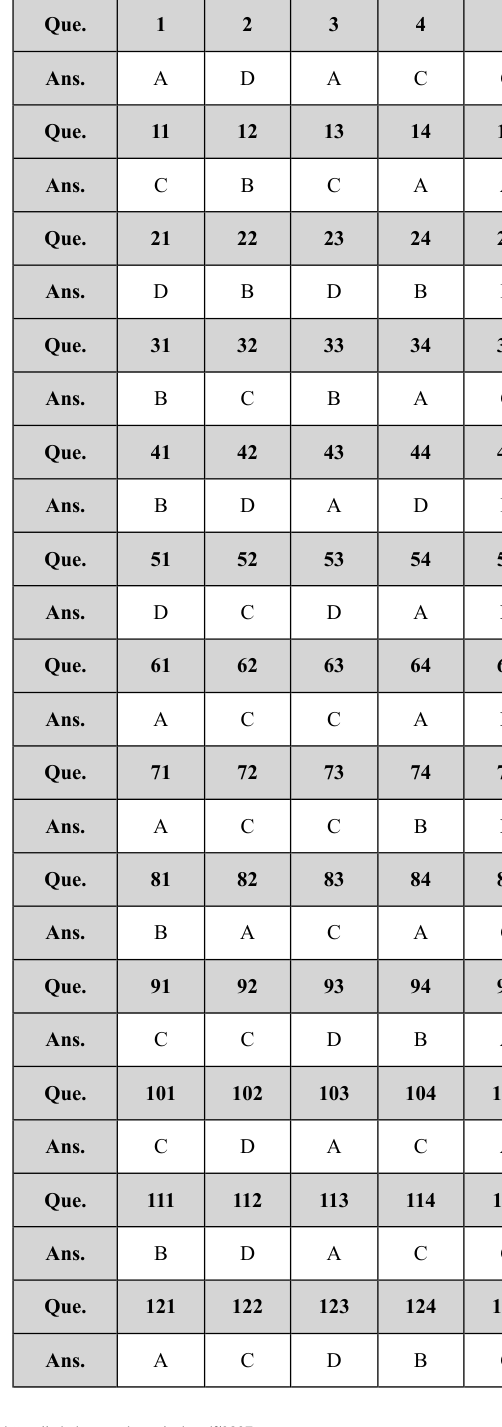 Que. 1 2 3 4
Ans. A D A C
Que. 11 12 13 14
Ans. C B C A
Que. 21 22 23 24
Ans. D B D B
Que. 31 32 33 34
Ans. B C B A
Que. 41 42 43 44
Ans. B D A D
Que. 51 52 53 54
Ans. D C D A
Que. 61 62 63 64
Ans. A C C A
Que. 71 72 73 74
Ans. A C C B
Que. 81 82 83 84
Ans. B A C A
Que. 91 92 93 94
Ans. C C D B
Que. 101 102 103 104
Ans. C D A C
Que. 111 112 113 114
Ans. B D A C
Que. 121 122 123 124
Ans. A C D B